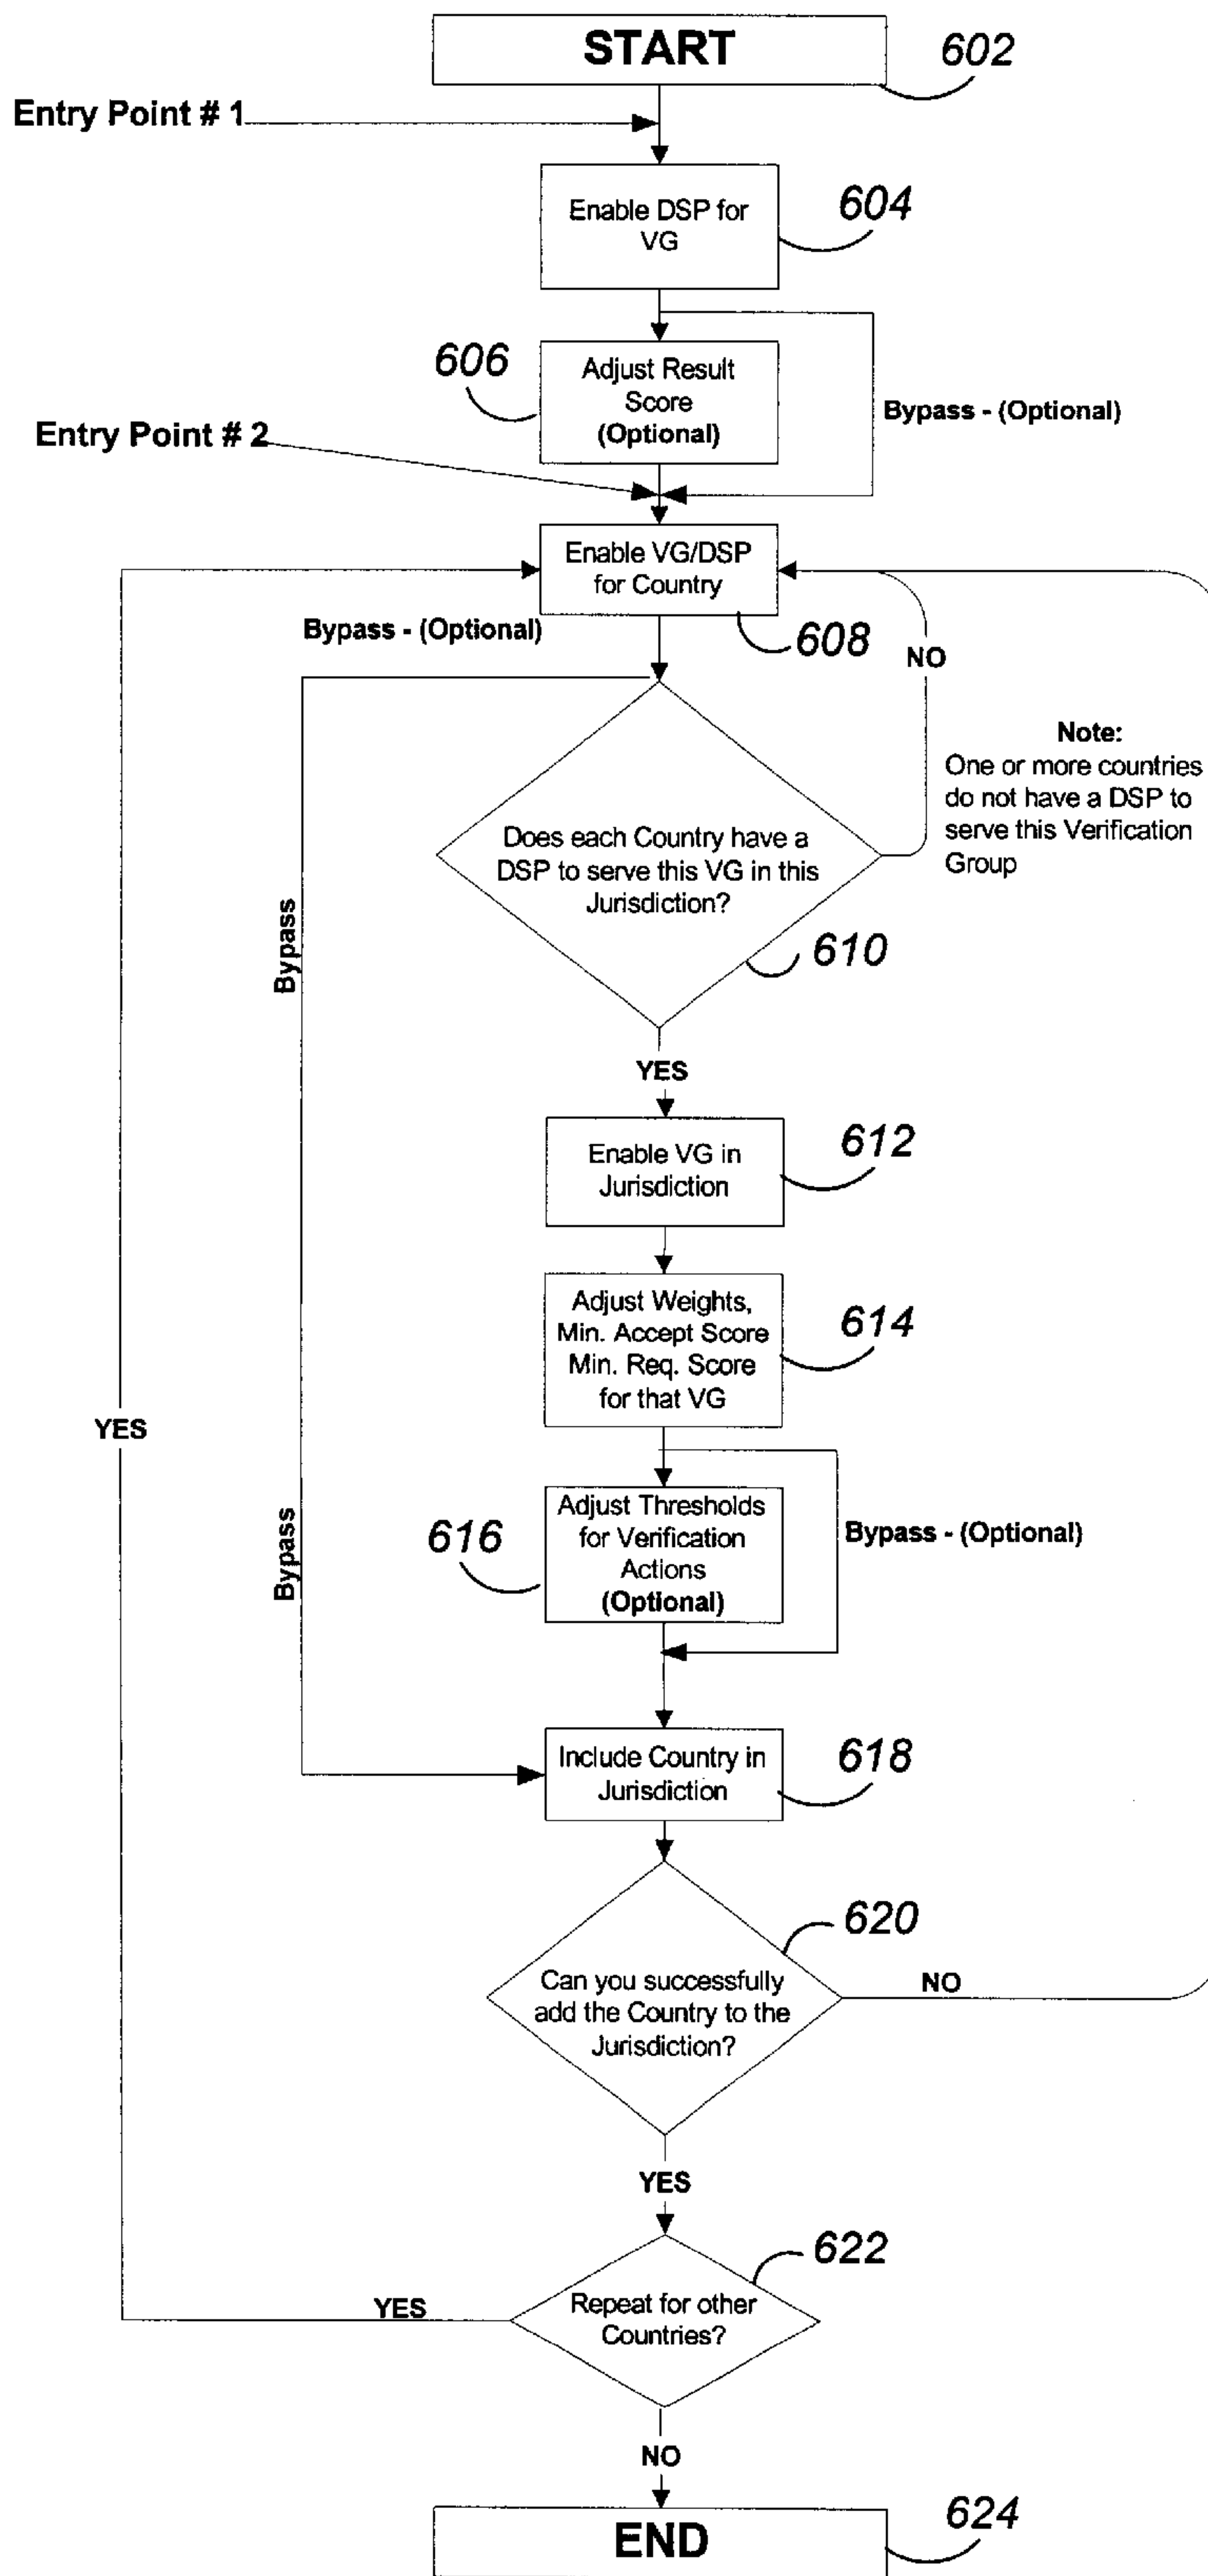 START
602
Entry Point # 1
Enable DSP for
VG
604
606
Adjust Result
Score
(Optional)
Bypass - (Optional)
Entry Point # 2
Enable VG/DSP
for Country
608
Bypass - (Optional)
NO
Note:
One or more countries
do not have a DSP to
serve this Verification
Group
Does each Country have a
DSP to serve this VG in this
Jurisdiction?
610
Bypass
YES
Enable VG in
Jurisdiction
612
Adjust Weights,
Min. Accept Score
Min. Req. Score
for that VG
614
YES
Adjust Thresholds
for Verification
Actions
(Optional)
616
Bypass - (Optional)
Bypass
Include Country in
Jurisdiction
618
620
Can you successfully
add the Country to the
Jurisdiction?
NO
YES
622
Repeat for other
Countries?
YES
NO
END
624